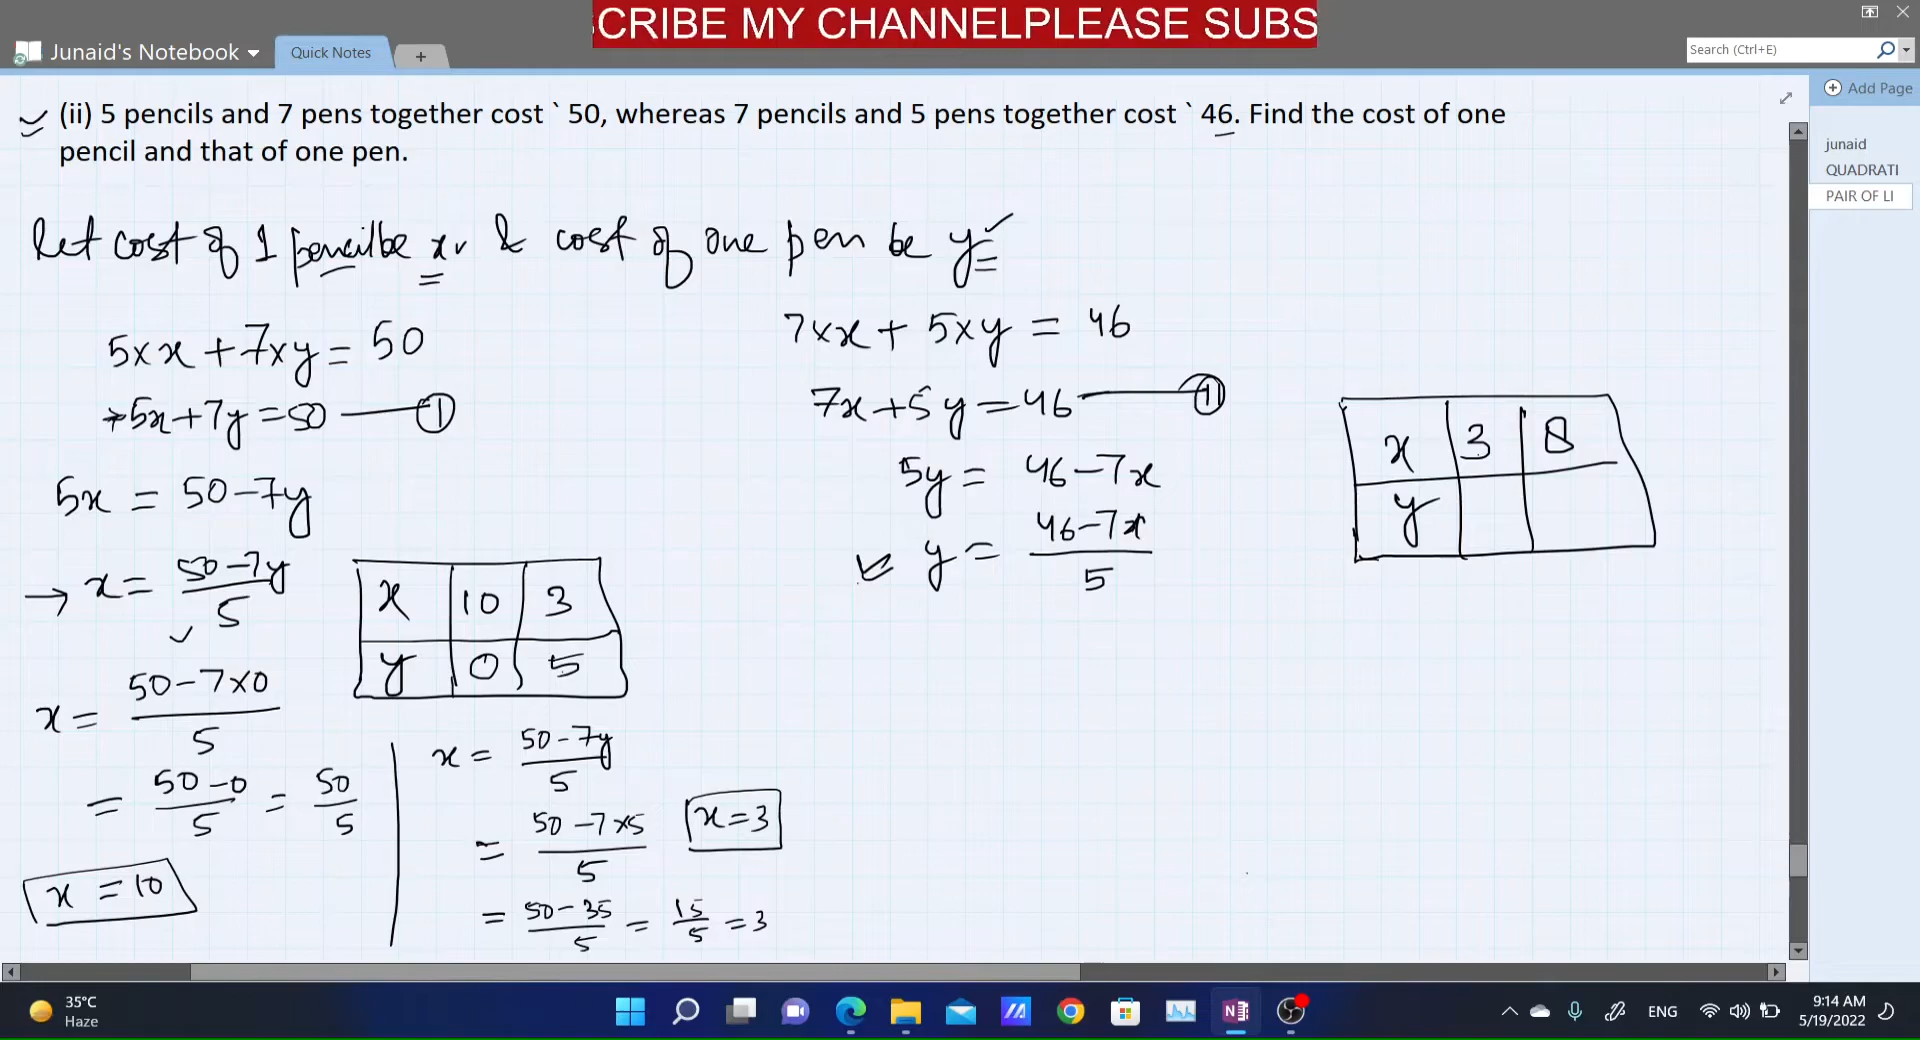 CRIBE MY CHANNELPLEASE SUBS
Junaid's Notebook
Quick Notes
+
Search (Ctrl+E)
Add Page
junaid
QUADRATI
PAIR OF LI
(ii) 5 pencils and 7 pens together cost ` 50, whereas 7 pencils and 5 pens together cost ` 46. Find the cost of one
pencil and that of one pen.
Let cost of 1 pencil be x & cost of one pen be y
5×x + 7×y = 50
5x + 7y = 50 — (I)
5x = 50 - 7y
→ x = (50 - 7y)/5
x = (50 - 7×0)/5
= (50 - 0)/5 = 50/5
x = 10
x 10 3
y 0 5
x = (50 - 7y)/5
= (50 - 7×5)/5
x = 3
= (50 - 35)/5 = 15/5 = 3
7×x + 5×y = 46
7x + 5y = 46 — (II)
5y = 46 - 7x
y = (46 - 7x)/5
x 3 8
y
35°C
Haze
ENG
9:14 AM
5/19/2022